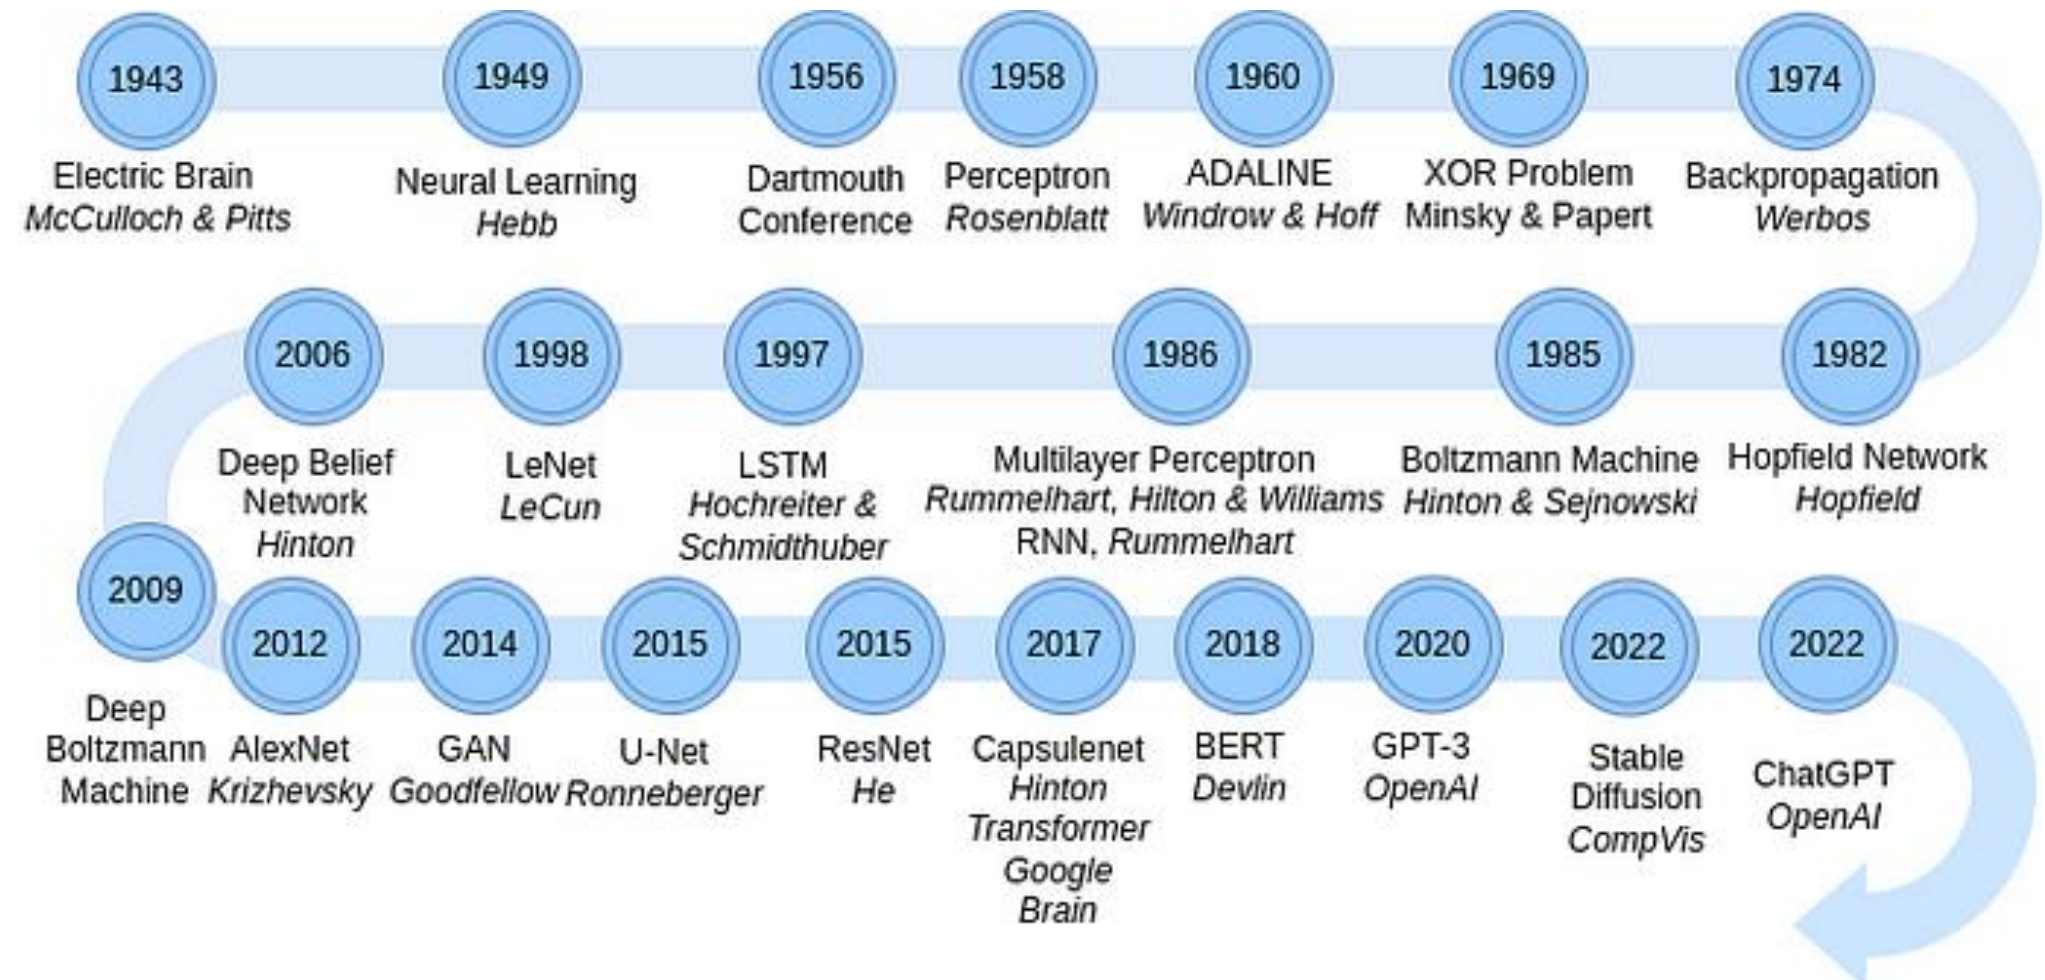 1943
Electric Brain
McCulloch & Pitts
1949
Neural Learning
Hebb
1956
Dartmouth
Conference
1958
Perceptron
Rosenblatt
1960
ADALINE
Windrow & Hoff
1969
XOR Problem
Minsky & Papert
1974
Backpropagation
Werbos
1982
Hopfield Network
Hopfield
1985
Boltzmann Machine
Hinton & Sejnowski
1986
Multilayer Perceptron
Rummelhart, Hilton & Williams
RNN, Rummelhart
1997
LSTM
Hochreiter &
Schmidthuber
1998
LeNet
LeCun
2006
Deep Belief
Network
Hinton
2009
Deep
Boltzmann
Machine
2012
AlexNet
Krizhevsky
2014
GAN
Goodfellow
2015
U-Net
Ronneberger
2015
ResNet
He
2017
Capsulenet
Hinton
Transformer
Google
Brain
2018
BERT
Devlin
2020
GPT-3
OpenAI
2022
Stable
Diffusion
CompVis
2022
ChatGPT
OpenAI